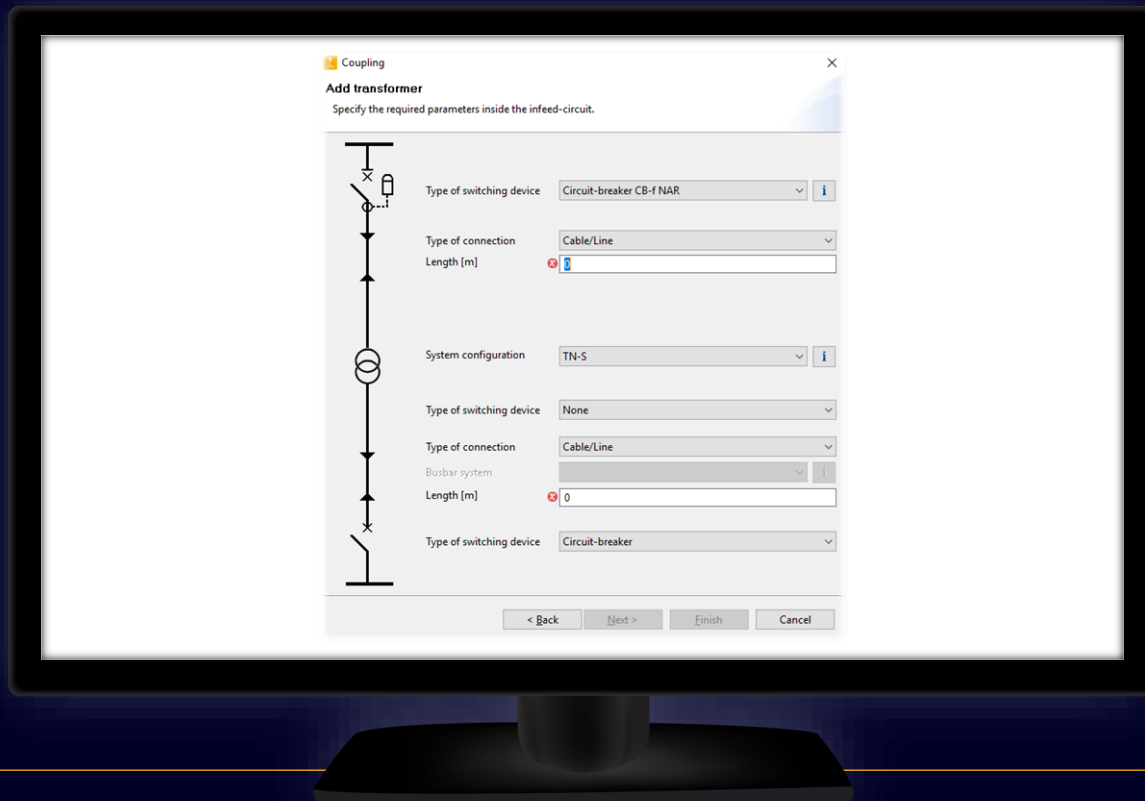 Coupling
Add transformer
Specify the required parameters inside the infeed-circuit.
Type of switching device Circuit-breaker CB-f NAR i
Type of connection Cable/Line
Length [m] 0
System configuration TN-S i
Type of switching device None
Type of connection Cable/Line
Busbar system i
Length [m] 0
Type of switching device Circuit-breaker
< Back Next > Finish Cancel